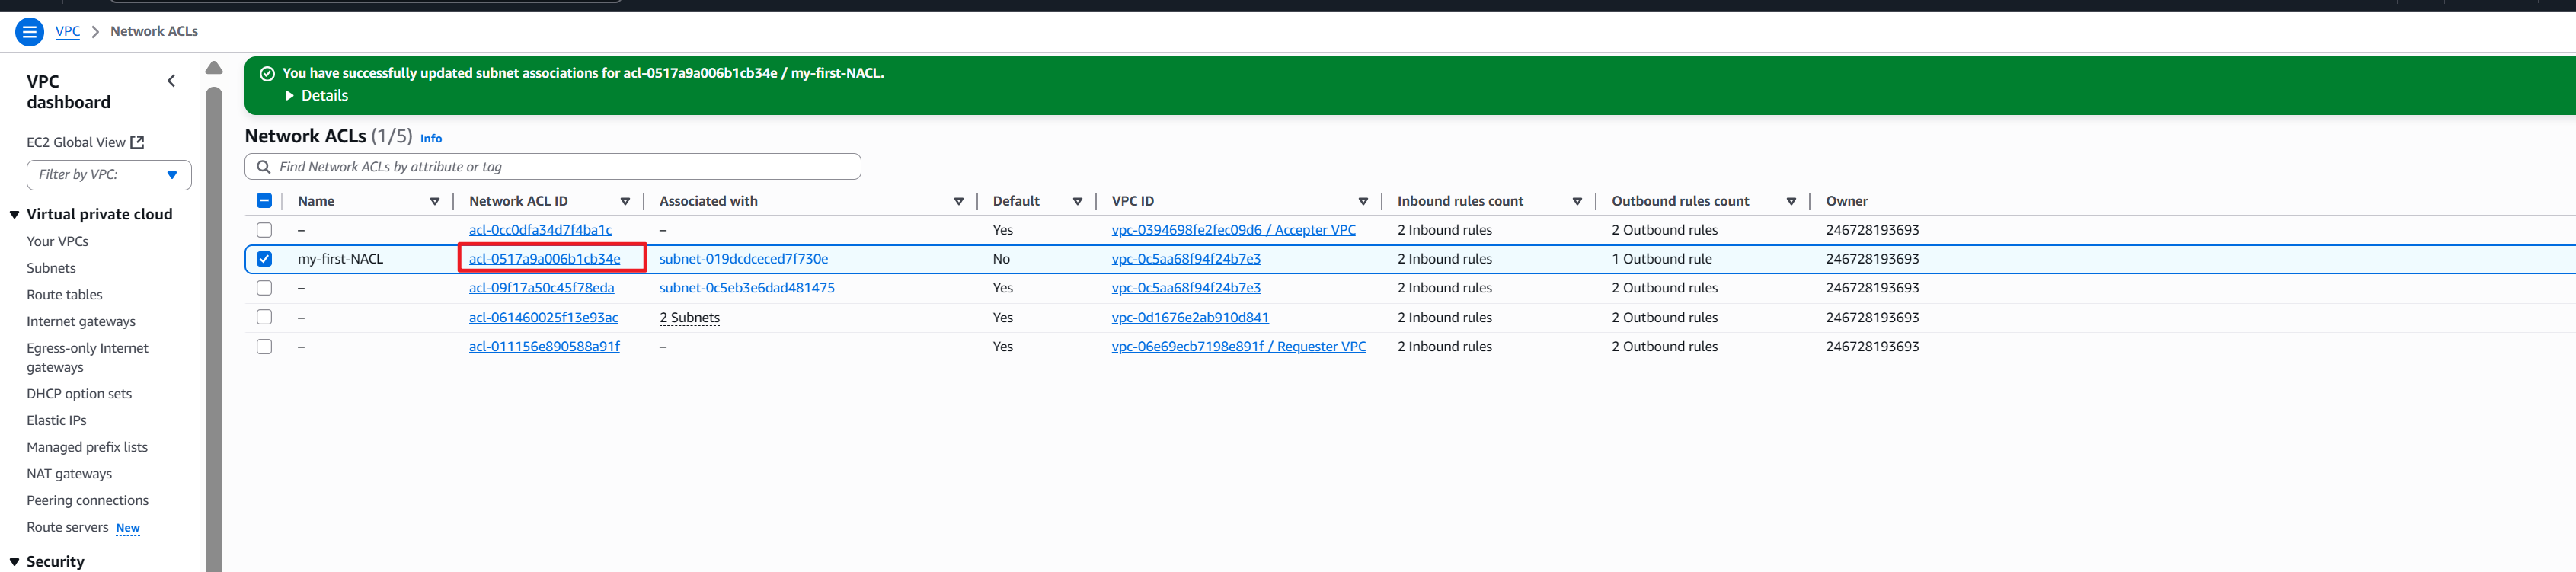 VPC > Network ACLs
VPC dashboard
EC2 Global View
Filter by VPC:
Virtual private cloud
Your VPCs
Subnets
Route tables
Internet gateways
Egress-only Internet gateways
DHCP option sets
Elastic IPs
Managed prefix lists
NAT gateways
Peering connections
Route servers New
Security
You have successfully updated subnet associations for acl-0517a9a006b1cb34e / my-first-NACL.
Details
Network ACLs (1/5) Info
Find Network ACLs by attribute or tag
Name Network ACL ID Associated with Default VPC ID Inbound rules count Outbound rules count Owner
– acl-0cc0dfa34d7f4ba1c – Yes vpc-0394698fe2fec09d6 / Accepter VPC 2 Inbound rules 2 Outbound rules 246728193693
my-first-NACL acl-0517a9a006b1cb34e subnet-019dcdceced7f730e No vpc-0c5aa68f94f24b7e3 2 Inbound rules 1 Outbound rule 246728193693
– acl-09f17a50c45f78eda subnet-0c5eb3e6dad481475 Yes vpc-0c5aa68f94f24b7e3 2 Inbound rules 2 Outbound rules 246728193693
– acl-061460025f13e93ac 2 Subnets Yes vpc-0d1676e2ab910d841 2 Inbound rules 2 Outbound rules 246728193693
– acl-011156e890588a91f – Yes vpc-06e69ecb7198e891f / Requester VPC 2 Inbound rules 2 Outbound rules 246728193693